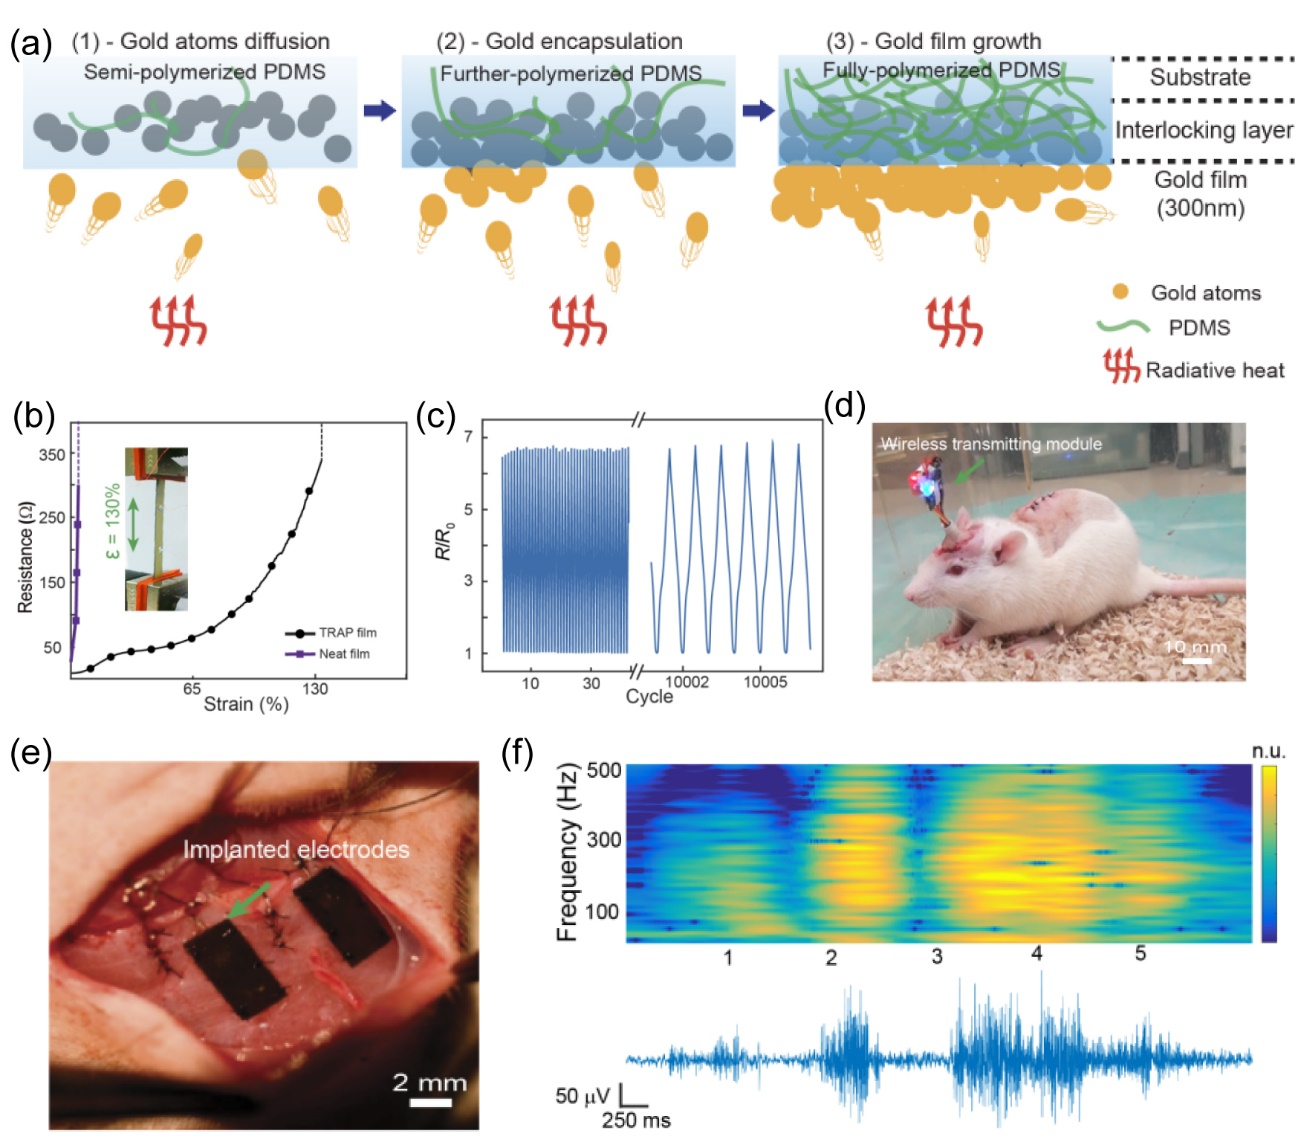 (a)
(1) - Gold atoms diffusion
(2) - Gold encapsulation
(3) - Gold film growth
Semi-polymerized PDMS
Further-polymerized PDMS
Fully-polymerized PDMS
Substrate
Interlocking layer
Gold film
(300nm)
Gold atoms
PDMS
Radiative heat
(b)
350
250
150
50
Resistance (Ω)
ε = 130%
TRAP film
Neat film
65
130
Strain (%)
(c)
7
5
3
1
R/R0
10
30
10002
10005
Cycle
(d)
Wireless transmitting module
10 mm
(e)
Implanted electrodes
2 mm
(f)
n.u.
500
300
100
Frequency (Hz)
1
2
3
4
5
50 μV
250 ms